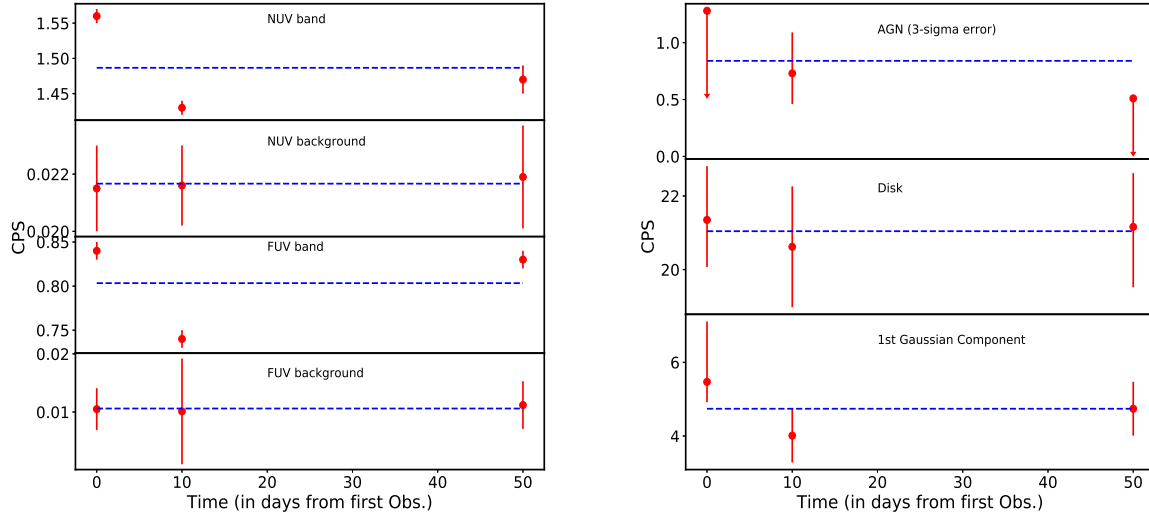 NUV band
1.55
1.50
1.45
NUV background
0.022
0.020
CPS
FUV band
0.85
0.80
0.75
0.02
FUV background
0.01
0 10 20 30 40 50
Time (in days from first Obs.)
AGN (3-sigma error)
1.0
0.5
0.0
Disk
22
CPS
20
1st Gaussian Component
6
4
0 10 20 30 40 50
Time (in days from first Obs.)